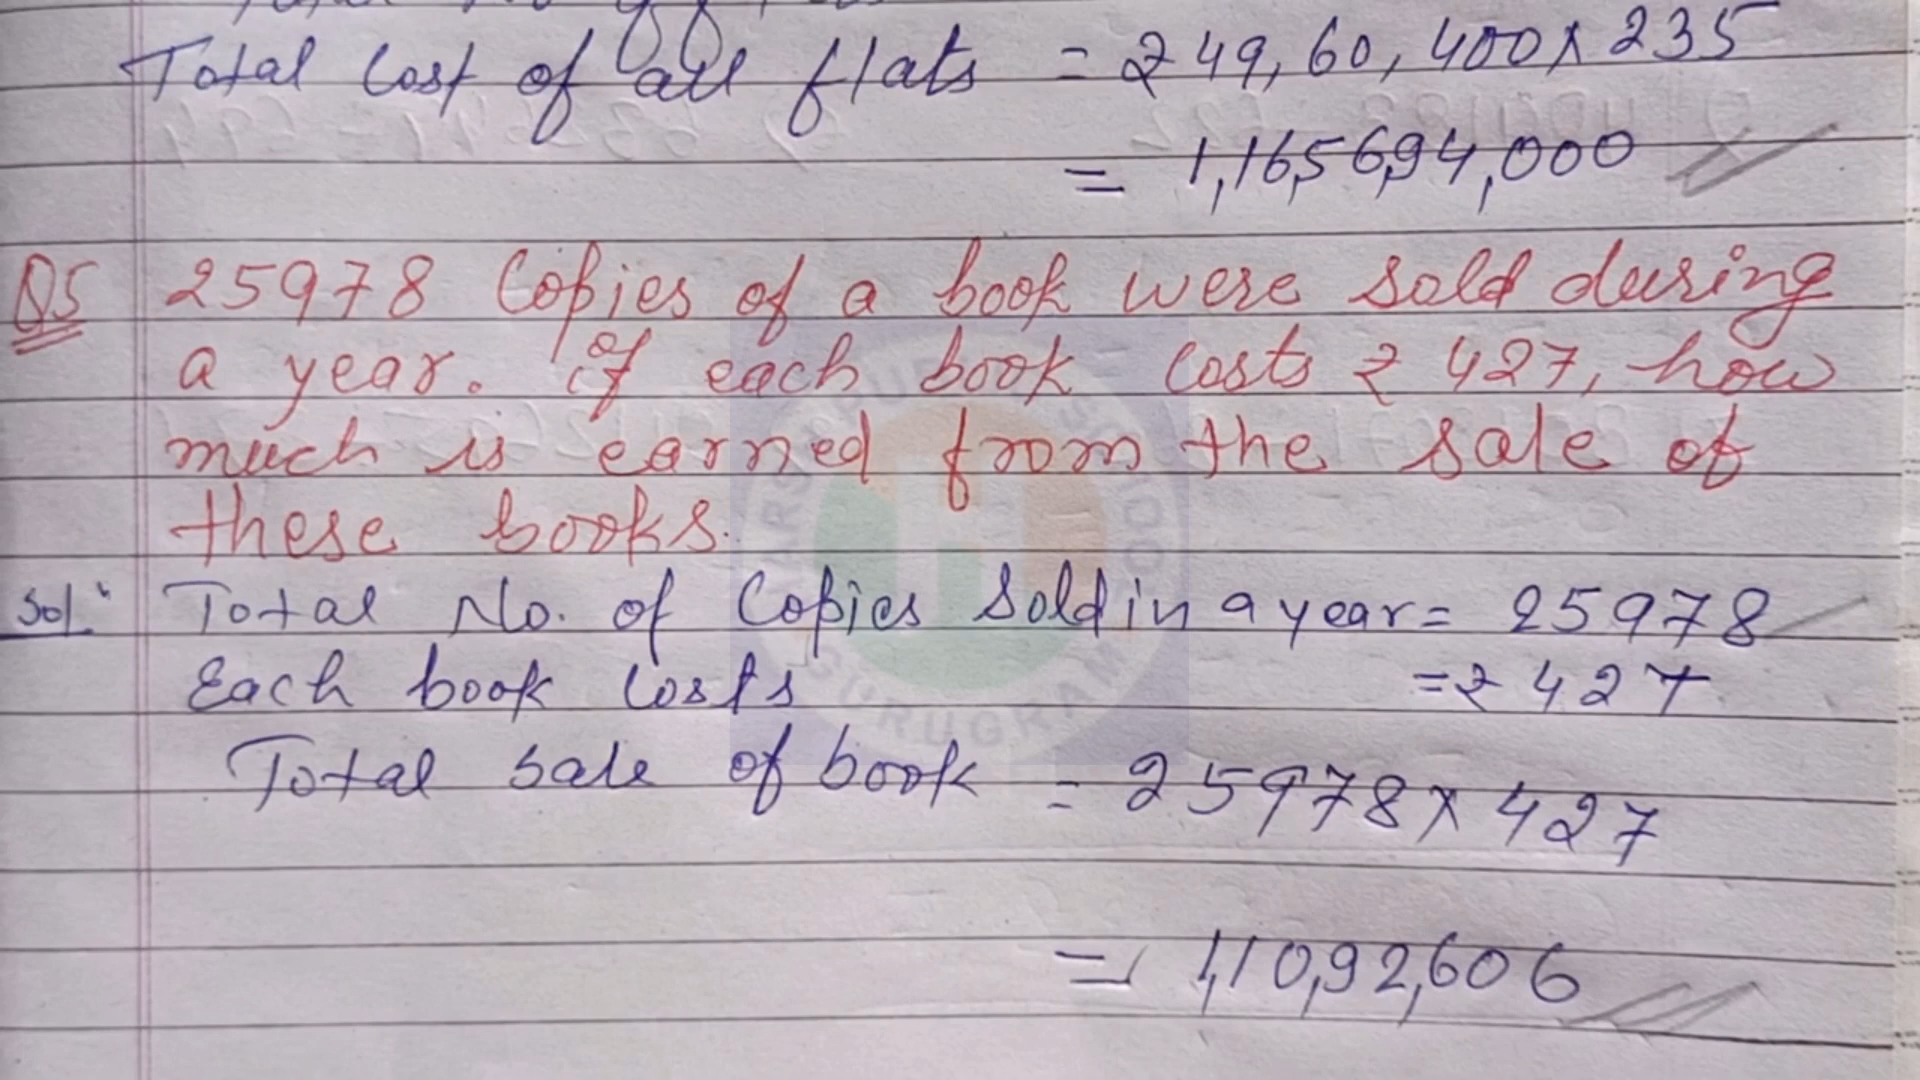 Total Cost of all flats = ₹ 49,60,400 x 235
= 1,165,694,000
Q5 25978 Copies of a book were sold during
a year. if each book costs ₹ 427, how
much is earned from the sale of
these books.
Sol: Total No. of Copies Sold in a year = 25978
Each book costs = ₹ 427
Total sale of book = 25978 x 427
= 1,10,92,606
GURUGRAM